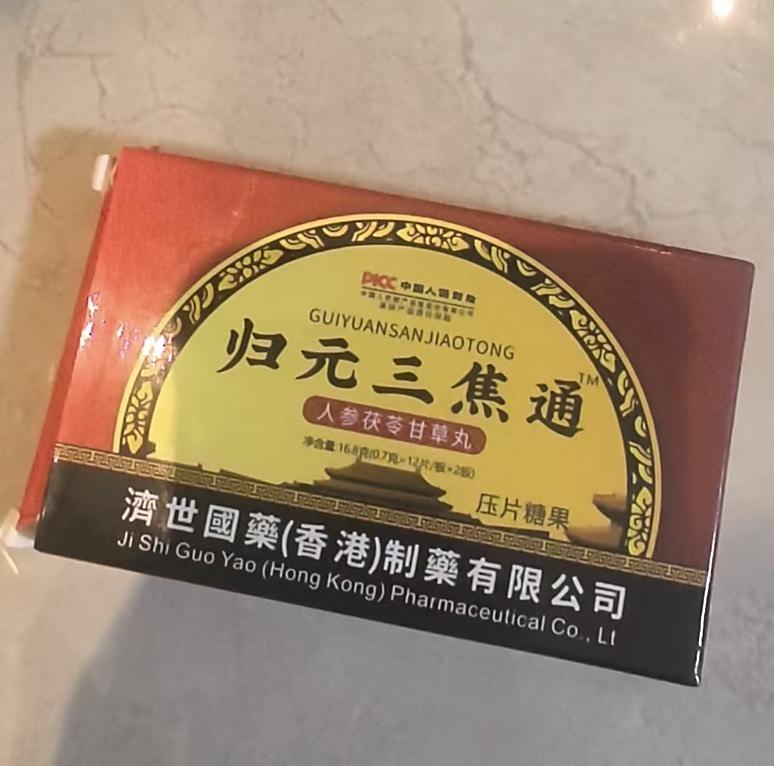 PICC 中国人保财险
GUIYUANSANJIAOTONG
归元三焦通™
人参茯苓甘草丸
净含量:16.8克(0.7克×12片/板×2板)
压片糖果
濟世國藥(香港)制藥有限公司
Ji Shi Guo Yao (Hong Kong) Pharmaceutical Co., Lt